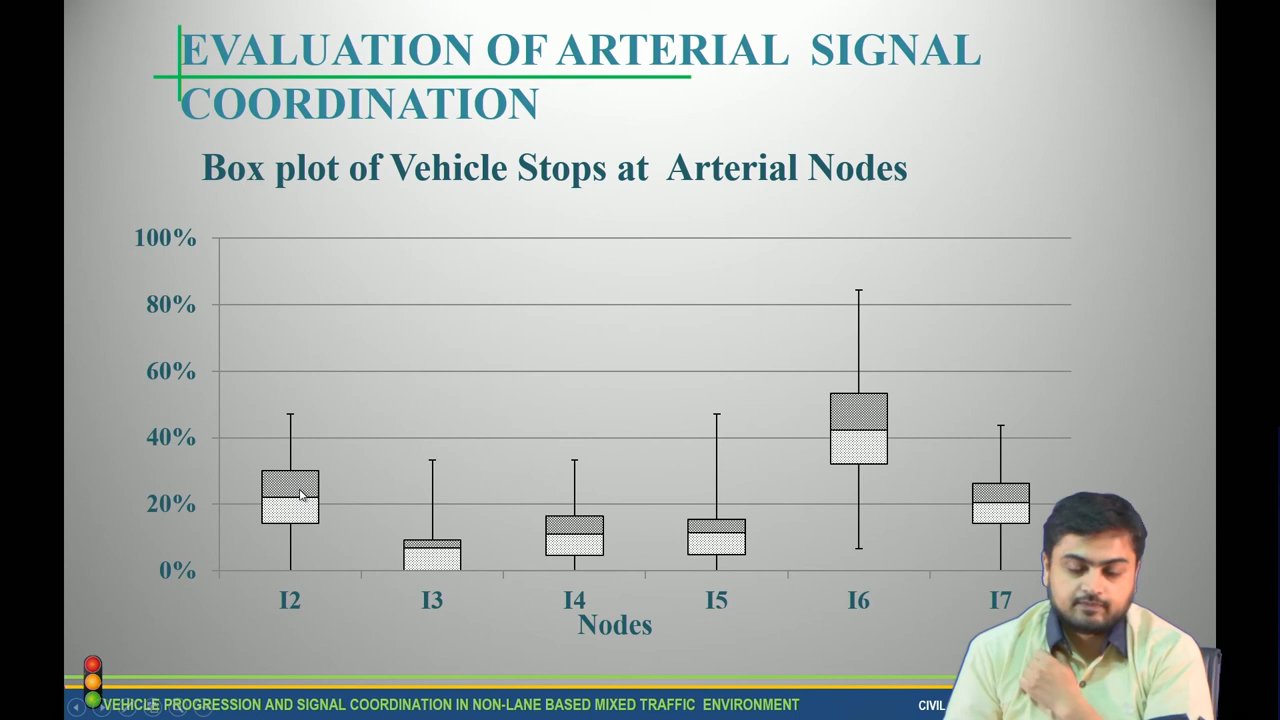 EVALUATION OF ARTERIAL SIGNAL
COORDINATION
Box plot of Vehicle Stops at Arterial Nodes
100%
80%
60%
40%
20%
0%
I2 I3 I4 I5 I6 I7
Nodes
VEHICLE PROGRESSION AND SIGNAL COORDINATION IN NON-LANE BASED MIXED TRAFFIC ENVIRONMENT
CIVIL